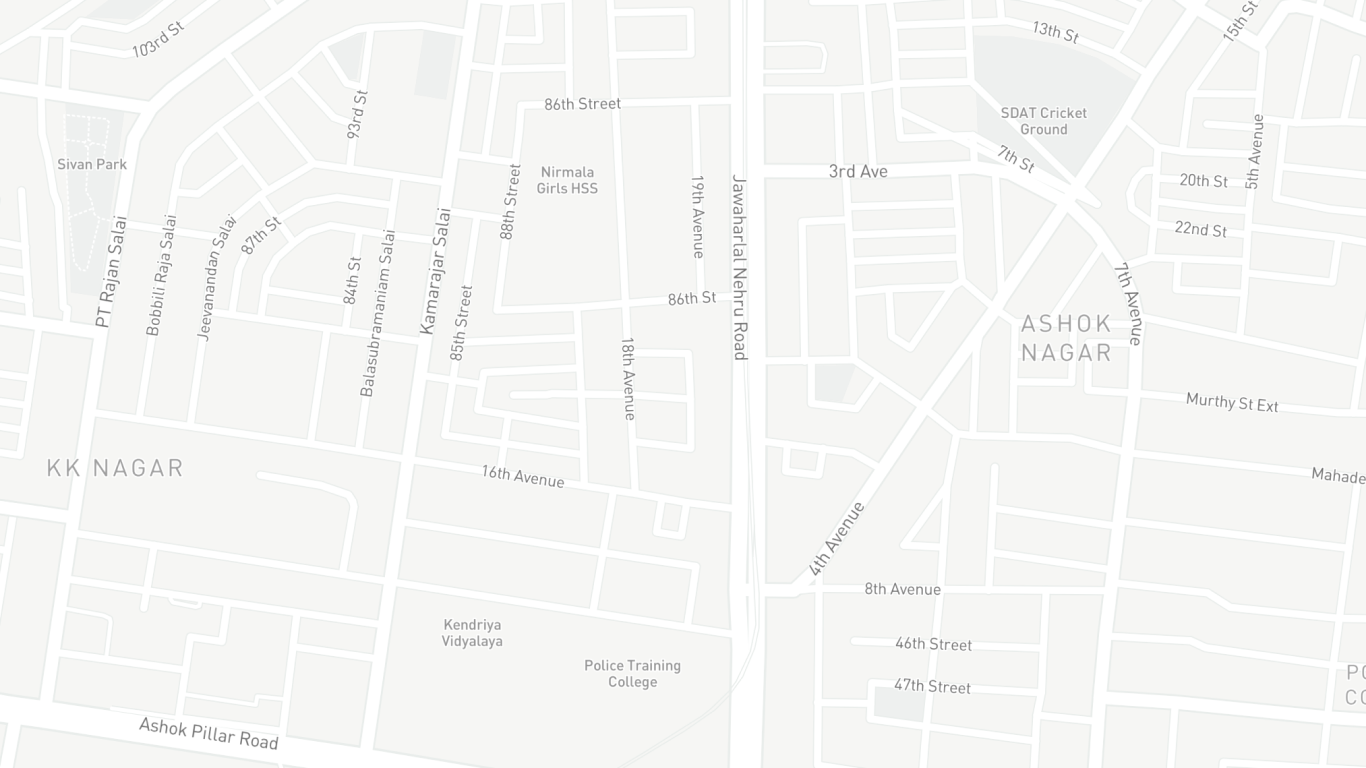 103rd St
13th St
15th St
93rd St
86th Street
SDAT Cricket
Ground
Sivan Park
7th St
5th Avenue
Nirmala
Girls HSS
3rd Ave
20th St
88th Street
19th Avenue
22nd St
PT Rajan Salai
Bobbili Raja Salai
Jeevanandan Salai
87th St
84th St
Balasubramaniam Salai
Kamarajar Salai
85th Street
Jawaharlal Nehru Road
86th St
7th Avenue
ASHOK
NAGAR
18th Avenue
Murthy St Ext
KK NAGAR
16th Avenue
Mahade
4th Avenue
8th Avenue
Kendriya
Vidyalaya
46th Street
Police Training
College
47th Street
PO
CO
Ashok Pillar Road